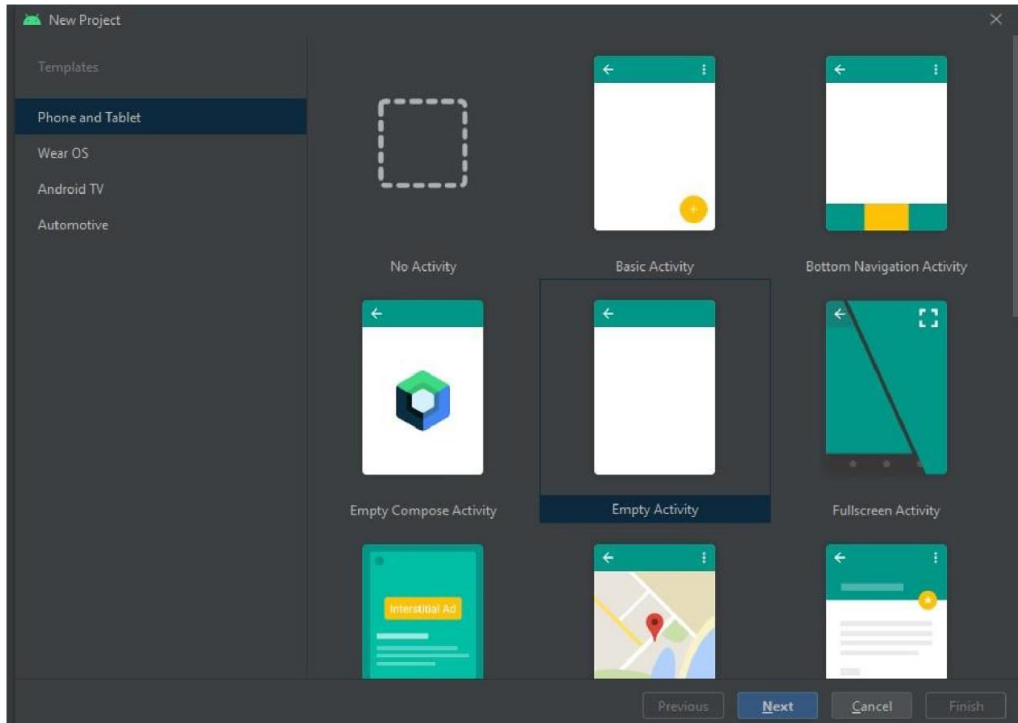 New Project
Templates
Phone and Tablet
Wear OS
Android TV
Automotive
No Activity
Basic Activity
Bottom Navigation Activity
Empty Compose Activity
Empty Activity
Fullscreen Activity
Interstitial Ad
Previous
Next
Cancel
Finish